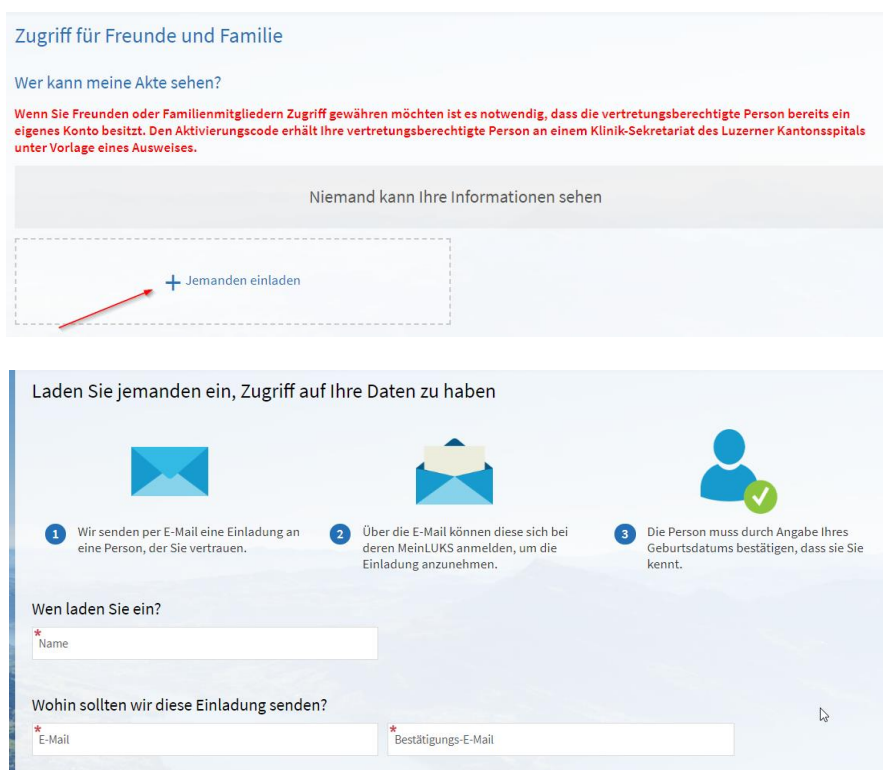 Zugriff für Freunde und Familie
Wer kann meine Akte sehen?
Wenn Sie Freunden oder Familienmitgliedern Zugriff gewähren möchten ist es notwendig, dass die vertretungsberechtigte Person bereits ein
eigenes Konto besitzt. Den Aktivierungscode erhält Ihre vertretungsberechtigte Person an einem Klinik-Sekretariat des Luzerner Kantonsspitals
unter Vorlage eines Ausweises.
Niemand kann Ihre Informationen sehen
+ Jemanden einladen
Laden Sie jemanden ein, Zugriff auf Ihre Daten zu haben
1 Wir senden per E-Mail eine Einladung an
eine Person, der Sie vertrauen.
2 Über die E-Mail können diese sich bei
deren MeinLUKS anmelden, um die
Einladung anzunehmen.
3 Die Person muss durch Angabe Ihres
Geburtsdatums bestätigen, dass sie Sie
kennt.
Wen laden Sie ein?
* Name
Wohin sollten wir diese Einladung senden?
* E-Mail
* Bestätigungs-E-Mail